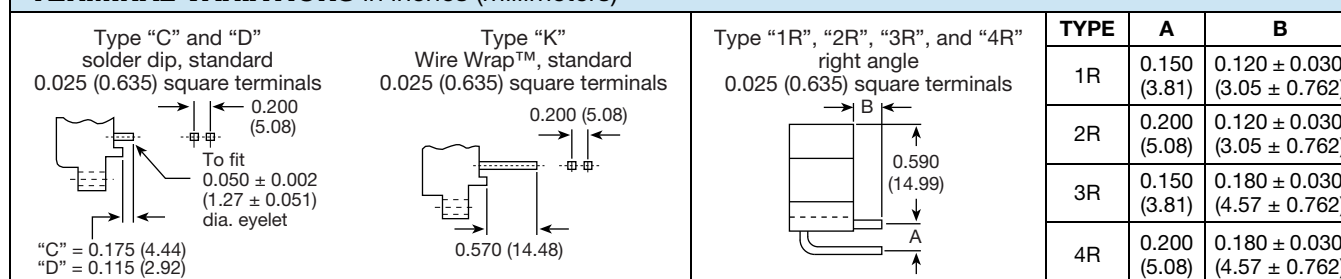 TERMINAL VARIATIONS in inches (millimeters)
Type “C” and “D”
solder dip, standard
0.025 (0.635) square terminals
0.200
(5.08)
To fit
0.050 ± 0.002
(1.27 ± 0.051)
dia. eyelet
“C” = 0.175 (4.44)
“D” = 0.115 (2.92)
Type “K”
Wire Wrap™, standard
0.025 (0.635) square terminals
0.200 (5.08)
0.570 (14.48)
Type “1R”, “2R”, “3R”, and “4R”
right angle
0.025 (0.635) square terminals
B
0.590
(14.99)
A
TYPE A B
1R 0.150 (3.81) 0.120 ± 0.030 (3.05 ± 0.762)
2R 0.200 (5.08) 0.120 ± 0.030 (3.05 ± 0.762)
3R 0.150 (3.81) 0.180 ± 0.030 (4.57 ± 0.762)
4R 0.200 (5.08) 0.180 ± 0.030 (4.57 ± 0.762)